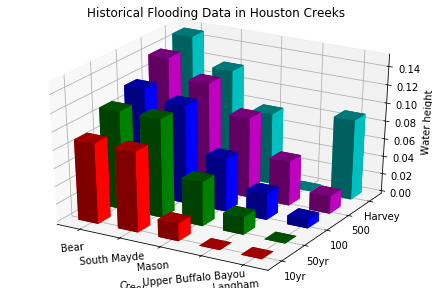 Historical Flooding Data in Houston Creeks
0.14
0.12
0.10
0.08
0.06
0.04
0.02
0.00
Water height
Harvey
500
100
50yr
10yr
Bear
South Mayde
Mason
Upper Buffalo Bayou
Langham